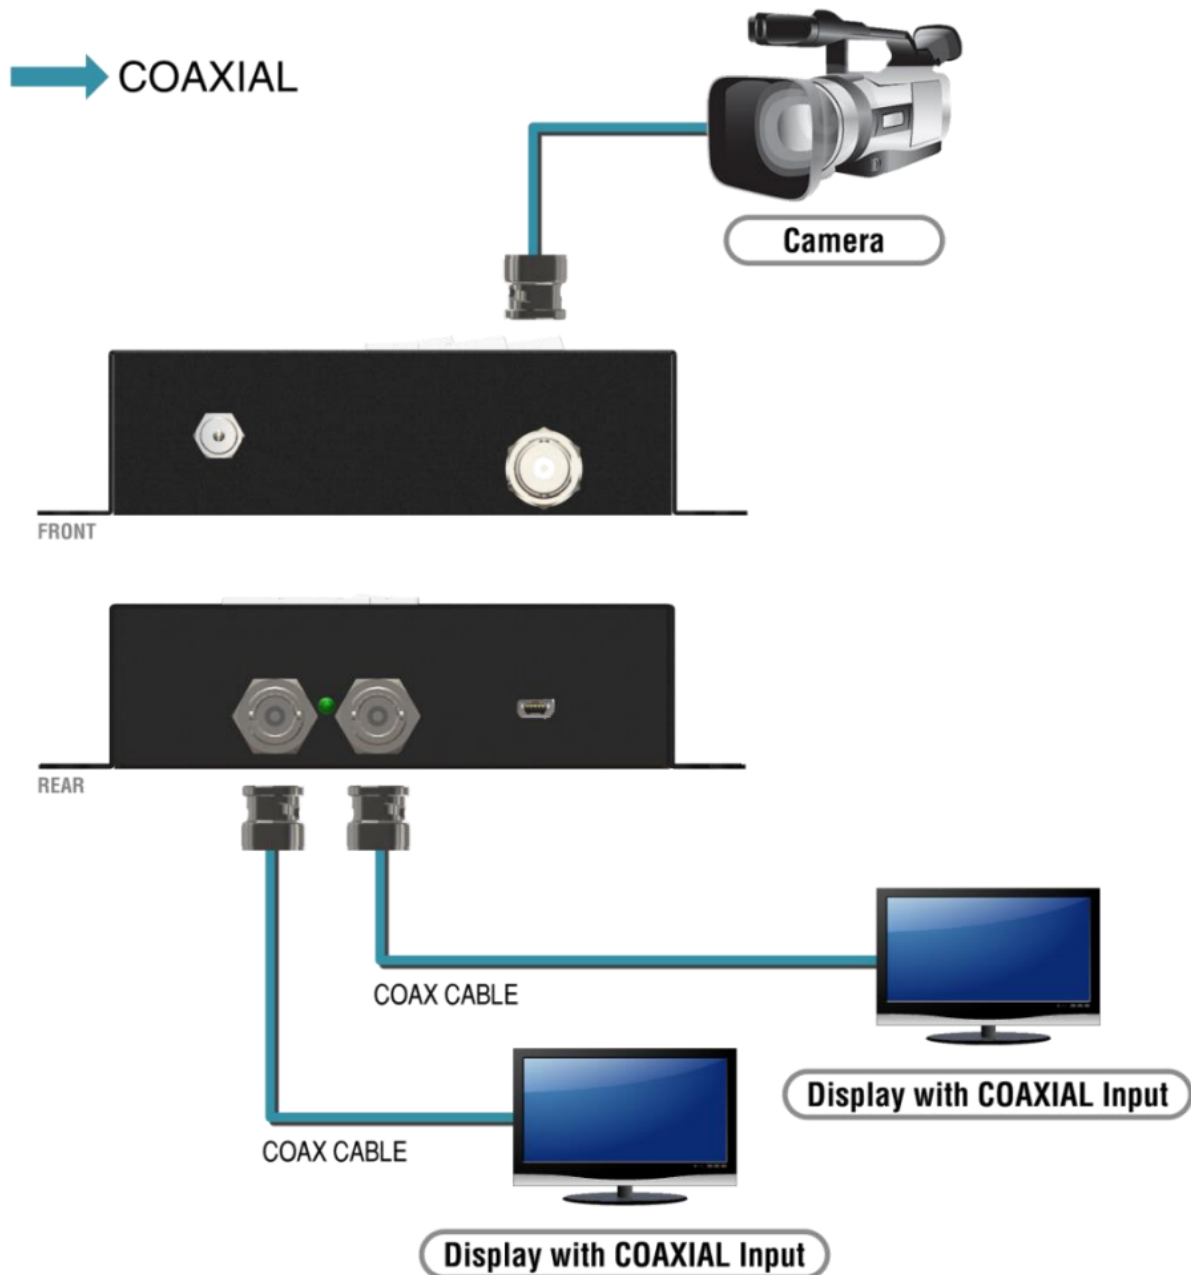 COAXIAL
Camera
FRONT
REAR
COAX CABLE
Display with COAXIAL Input
COAX CABLE
Display with COAXIAL Input